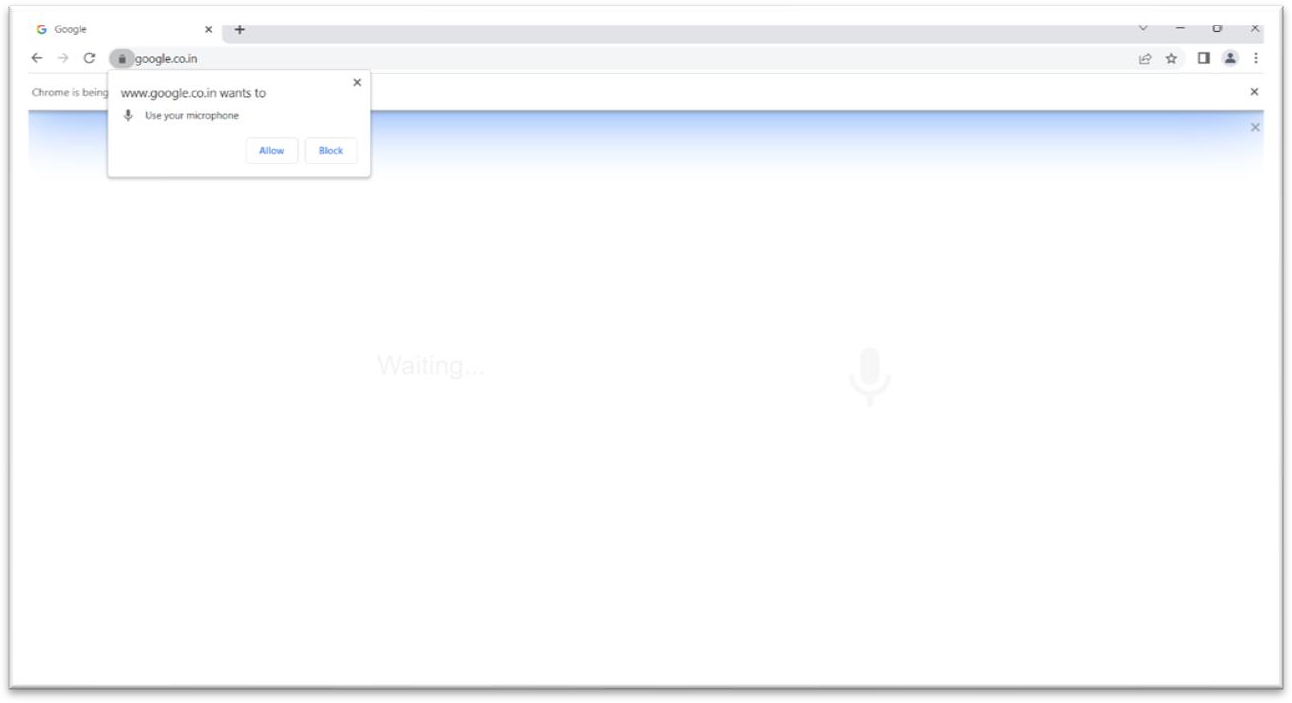 Google
google.co.in
Chrome is being
www.google.co.in wants to
Use your microphone
Allow Block
Waiting...